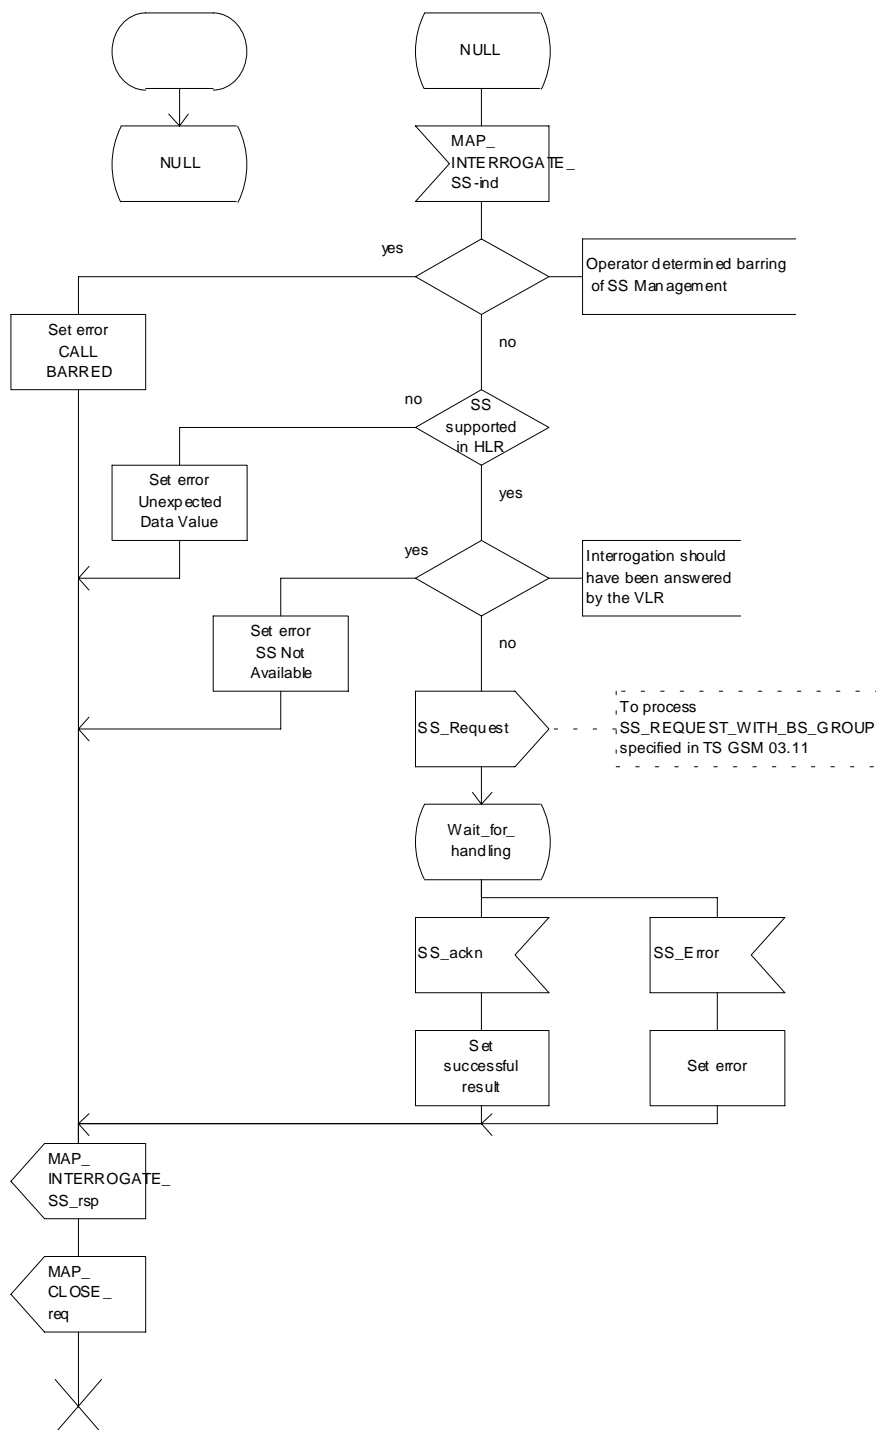 NULL
NULL
MAP_
INTERROGATE_
SS-ind
yes
Operator determined barring
of SS Management
Set error
CALL
BARRED
no
no
SS
supported
in HLR
Set error
Unexpected
Data Value
yes
yes
Interrogation should
have been answered
by the VLR
Set error
SS Not
Available
no
SS_Request
To process
SS_REQUEST_WITH_BS_GROUP
specified in TS GSM 03.11
Wait_for_
handling
SS_ackn
SS_Error
Set
successful
result
Set error
MAP_
INTERROGATE_
SS_rsp
MAP_
CLOSE_
req